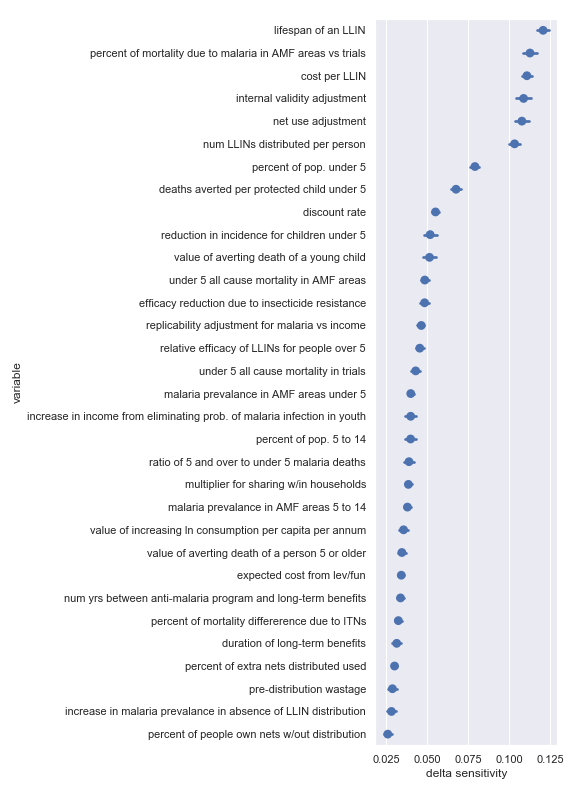 lifespan of an LLIN
percent of mortality due to malaria in AMF areas vs trials
cost per LLIN
internal validity adjustment
net use adjustment
num LLINs distributed per person
percent of pop. under 5
deaths averted per protected child under 5
discount rate
reduction in incidence for children under 5
value of averting death of a young child
under 5 all cause mortality in AMF areas
efficacy reduction due to insecticide resistance
replicability adjustment for malaria vs income
relative efficacy of LLINs for people over 5
under 5 all cause mortality in trials
variable
malaria prevalance in AMF areas under 5
increase in income from eliminating prob. of malaria infection in youth
percent of pop. 5 to 14
ratio of 5 and over to under 5 malaria deaths
multiplier for sharing w/in households
malaria prevalance in AMF areas 5 to 14
value of increasing ln consumption per capita per annum
value of averting death of a person 5 or older
expected cost from lev/fun
num yrs between anti-malaria program and long-term benefits
percent of mortality differerence due to ITNs
duration of long-term benefits
percent of extra nets distributed used
pre-distribution wastage
increase in malaria prevalance in absence of LLIN distribution
percent of people own nets w/out distribution
0.025 0.050 0.075 0.100 0.125
delta sensitivity